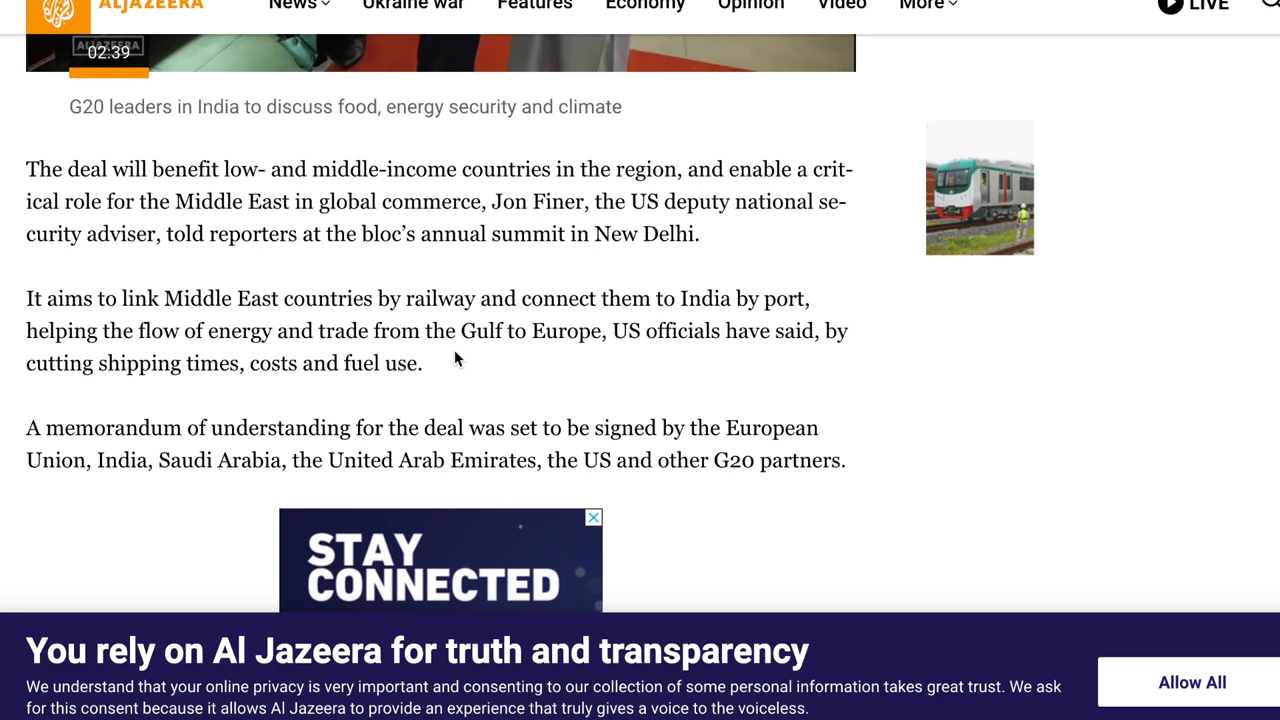 ALJAZEERA
News
Ukraine war
Features
Economy
Opinion
Video
More
LIVE
ALJAZEERA
02:39
G20 leaders in India to discuss food, energy security and climate
The deal will benefit low- and middle-income countries in the region, and enable a crit-
ical role for the Middle East in global commerce, Jon Finer, the US deputy national se-
curity adviser, told reporters at the bloc’s annual summit in New Delhi.
It aims to link Middle East countries by railway and connect them to India by port,
helping the flow of energy and trade from the Gulf to Europe, US officials have said, by
cutting shipping times, costs and fuel use.
A memorandum of understanding for the deal was set to be signed by the European
Union, India, Saudi Arabia, the United Arab Emirates, the US and other G20 partners.
STAY
CONNECTED
You rely on Al Jazeera for truth and transparency
We understand that your online privacy is very important and consenting to our collection of some personal information takes great trust. We ask
for this consent because it allows Al Jazeera to provide an experience that truly gives a voice to the voiceless.
Allow All